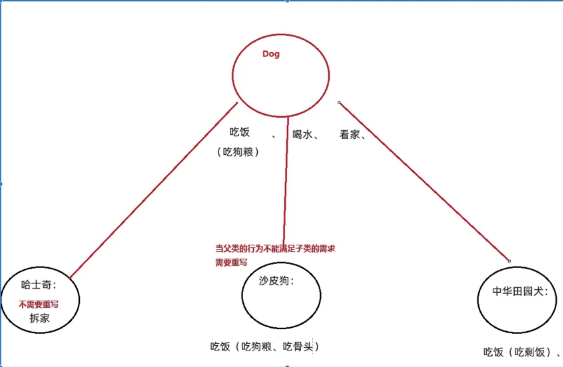 Dog
吃饭 、 喝水、 看家、
（吃狗粮）
当父类的行为不能满足子类的需求
需要重写
哈士奇：
不需要重写
拆家
沙皮狗：
吃饭（吃狗粮、吃骨头）
中华田园犬：
吃饭（吃剩饭）、